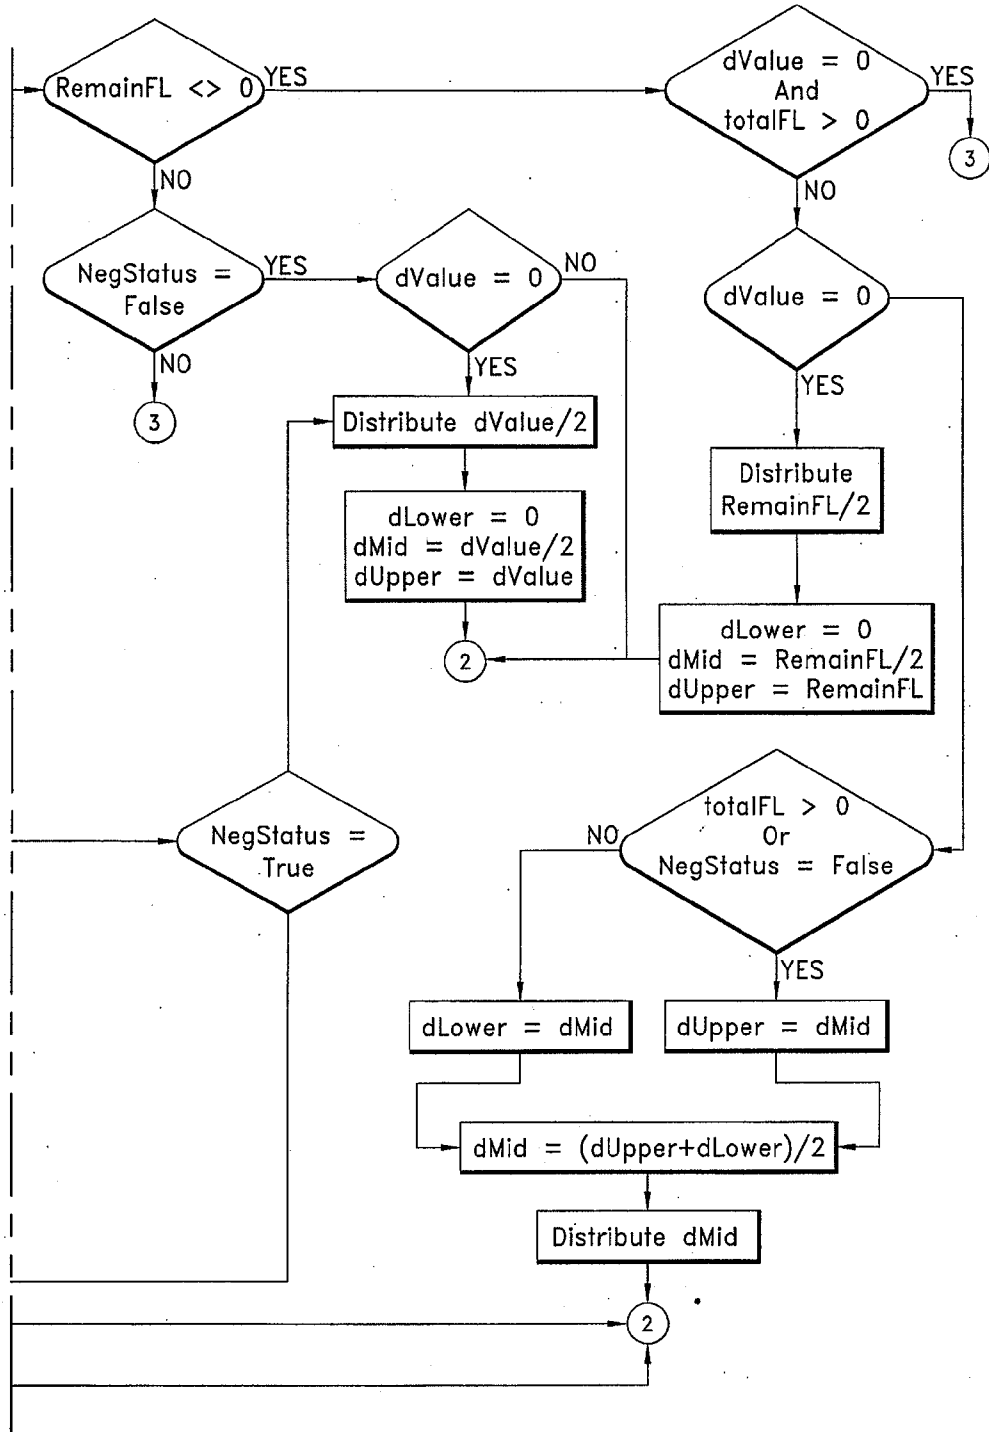 RemainFL <> 0
YES
dValue = 0
And
totalFL > 0
YES
3
NO
NO
NegStatus =
False
YES
dValue = 0
NO
dValue = 0
NO
3
YES
YES
Distribute dValue/2
Distribute
RemainFL/2
dLower = 0
dMid = dValue/2
dUpper = dValue
2
dLower = 0
dMid = RemainFL/2
dUpper = RemainFL
NegStatus =
True
totalFL > 0
Or
NegStatus = False
NO
YES
dLower = dMid
dUpper = dMid
dMid = (dUpper+dLower)/2
Distribute dMid
2